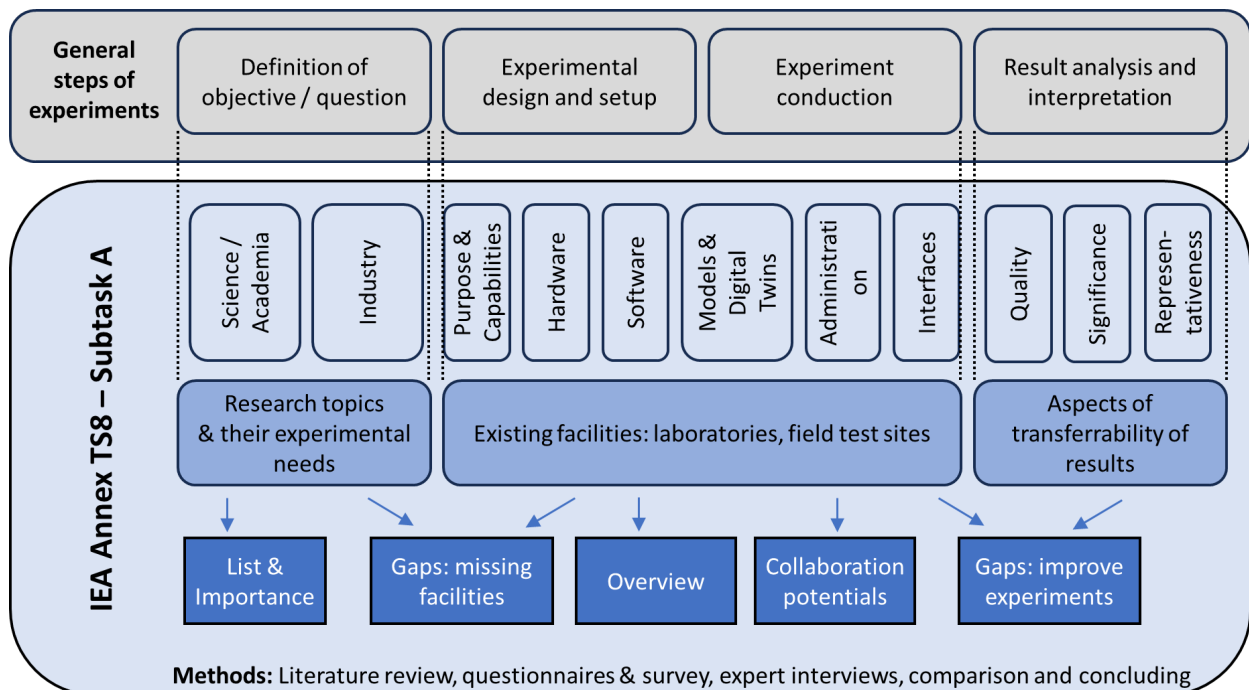 General
steps of
experiments
Definition of
objective / question
Experimental
design and setup
Experiment
conduction
Result analysis and
interpretation
IEA Annex TS8 – Subtask A
Science /
Academia
Industry
Purpose &
Capabilities
Hardware
Software
Models &
Digital
Twins
Administrati
on
Interfaces
Quality
Significance
Represen-
tativeness
Research topics
& their experimental
needs
Existing facilities: laboratories, field test sites
Aspects of
transferrability of
results
List &
Importance
Gaps: missing
facilities
Overview
Collaboration
potentials
Gaps: improve
experiments
Methods: Literature review, questionnaires & survey, expert interviews, comparison and concluding